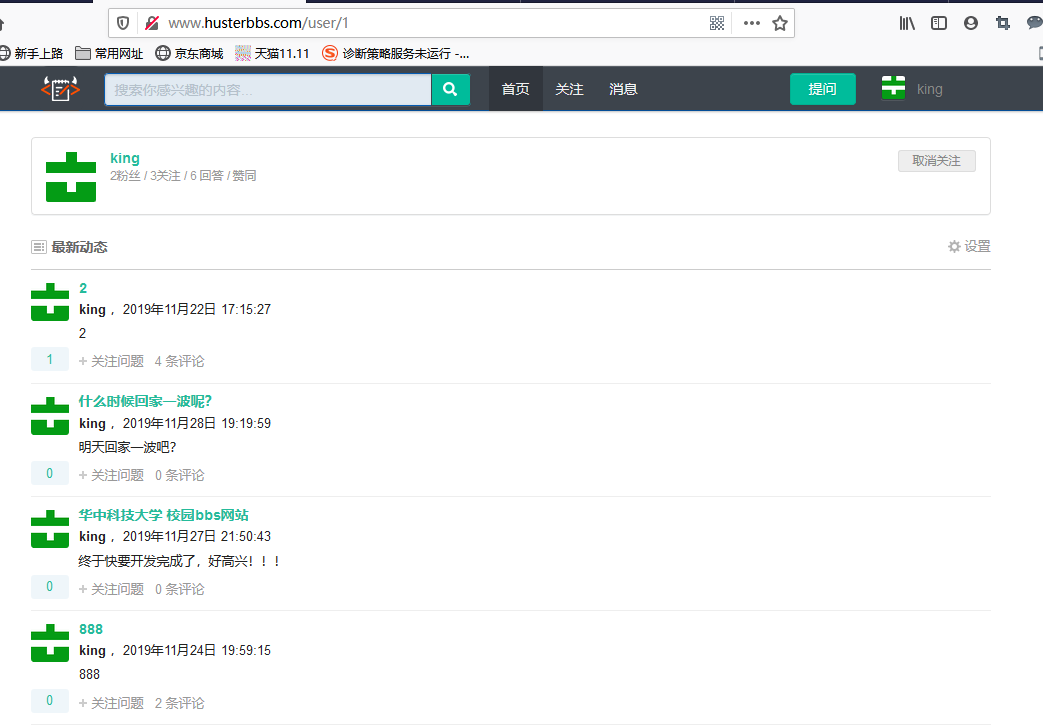 www.husterbbs.com/user/1
新手上路 常用网址 京东商城 天猫11.11 诊断策略服务未运行 -...
搜索你感兴趣的内容... 首页 关注 消息 提问 king
king
取消关注
2粉丝 / 3关注 / 6 回答 / 赞同
最新动态 设置
2
king ， 2019年11月22日 17:15:27
2
1 + 关注问题 4 条评论
什么时候回家一波呢?
king ， 2019年11月28日 19:19:59
明天回家一波吧?
0 + 关注问题 0 条评论
华中科技大学 校园bbs网站
king ， 2019年11月27日 21:50:43
终于快要开发完成了，好高兴！！！
0 + 关注问题 0 条评论
888
king ， 2019年11月24日 19:59:15
888
0 + 关注问题 2 条评论